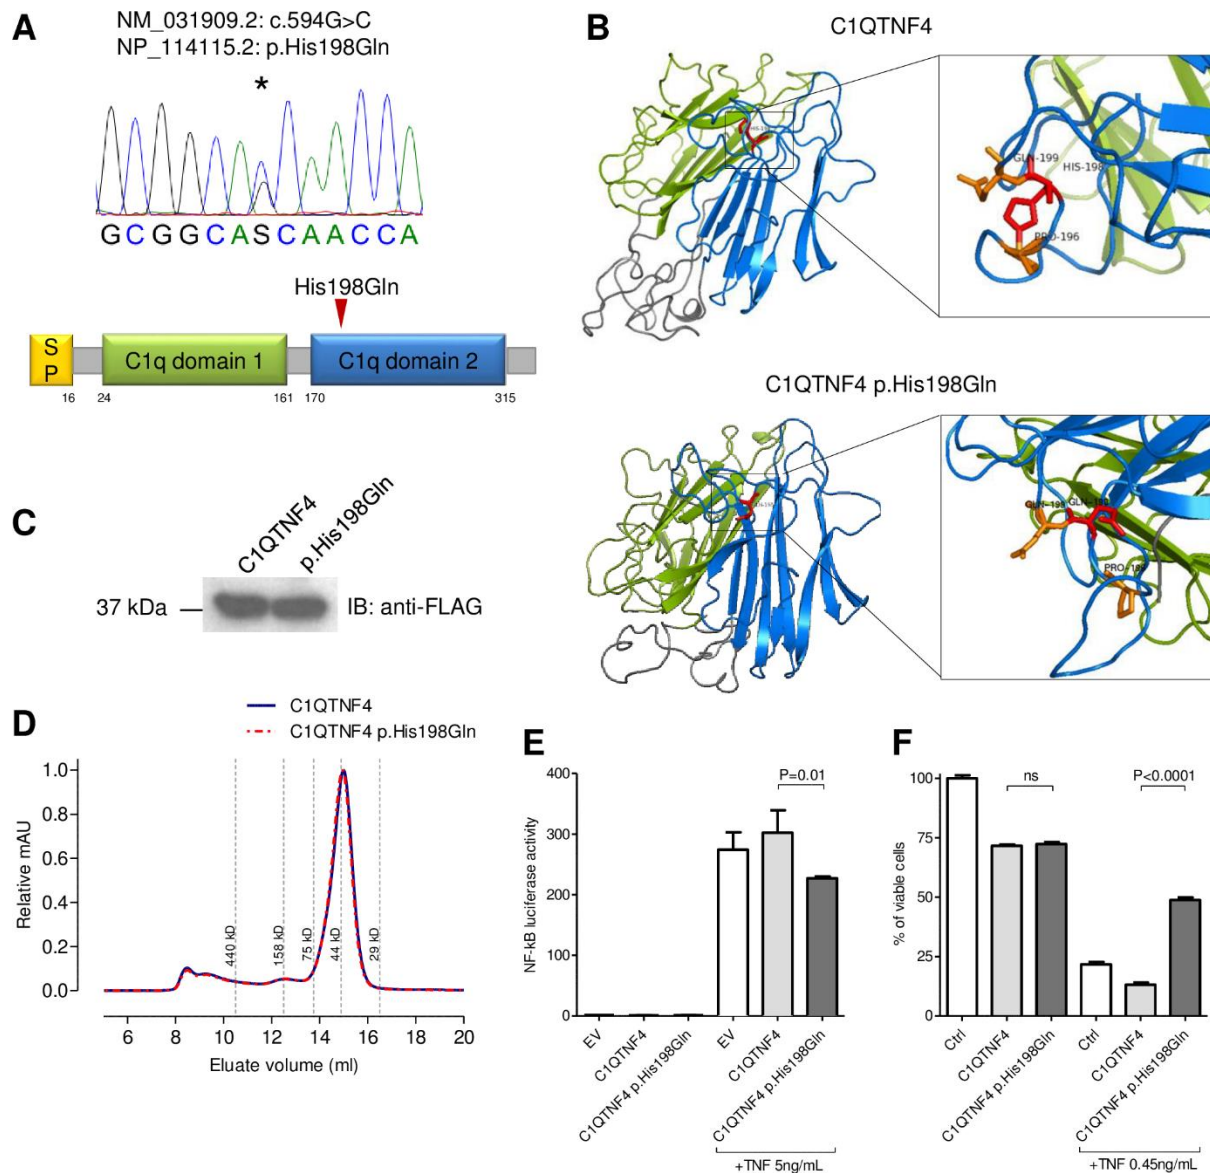 A
NM_031909.2: c.594G>C
NP_114115.2: p.His198Gln
*
GCGGCASCAACCA
His198Gln
SP
C1q domain 1
C1q domain 2
16 24 161 170 315
B
C1QTNF4
GLN-199
HIS-198
PRO-196
C1QTNF4 p.His198Gln
PRO-196
C
C1QTNF4
p.His198Gln
37 kDa
IB: anti-FLAG
D
C1QTNF4
C1QTNF4 p.His198Gln
Relative mAU
1.0
0.8
0.6
0.4
0.2
0.0
440 kD
158 kD
75 kD
44 kD
29 kD
6 8 10 12 14 16 18 20
Eluate volume (ml)
E
NF-kB luciferase activity
400
300
200
100
0
P=0.01
EV
C1QTNF4
C1QTNF4 p.His198Gln
EV
C1QTNF4
C1QTNF4 p.His198Gln
+TNF 5ng/mL
F
% of viable cells
100
75
50
25
0
ns
P<0.0001
Ctrl
C1QTNF4
C1QTNF4 p.His198Gln
Ctrl
C1QTNF4
C1QTNF4 p.His198Gln
+TNF 0.45ng/mL